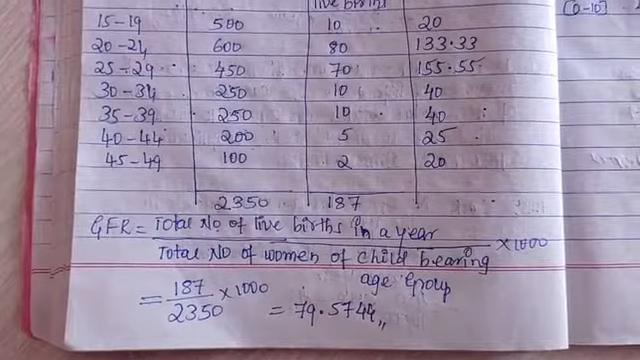 live births
15-19 500 10 20
20-24 600 80 133.33
25-29 450 70 155.55
30-34 250 10 40
35-39 250 10 40
40-44 200 5 25
45-49 100 2 20
2350 187
GFR = Total No of live births in a year
Total No of women of child bearing age group × 1000
= 187/2350 × 1000 = 79.5744,,
[0-10]